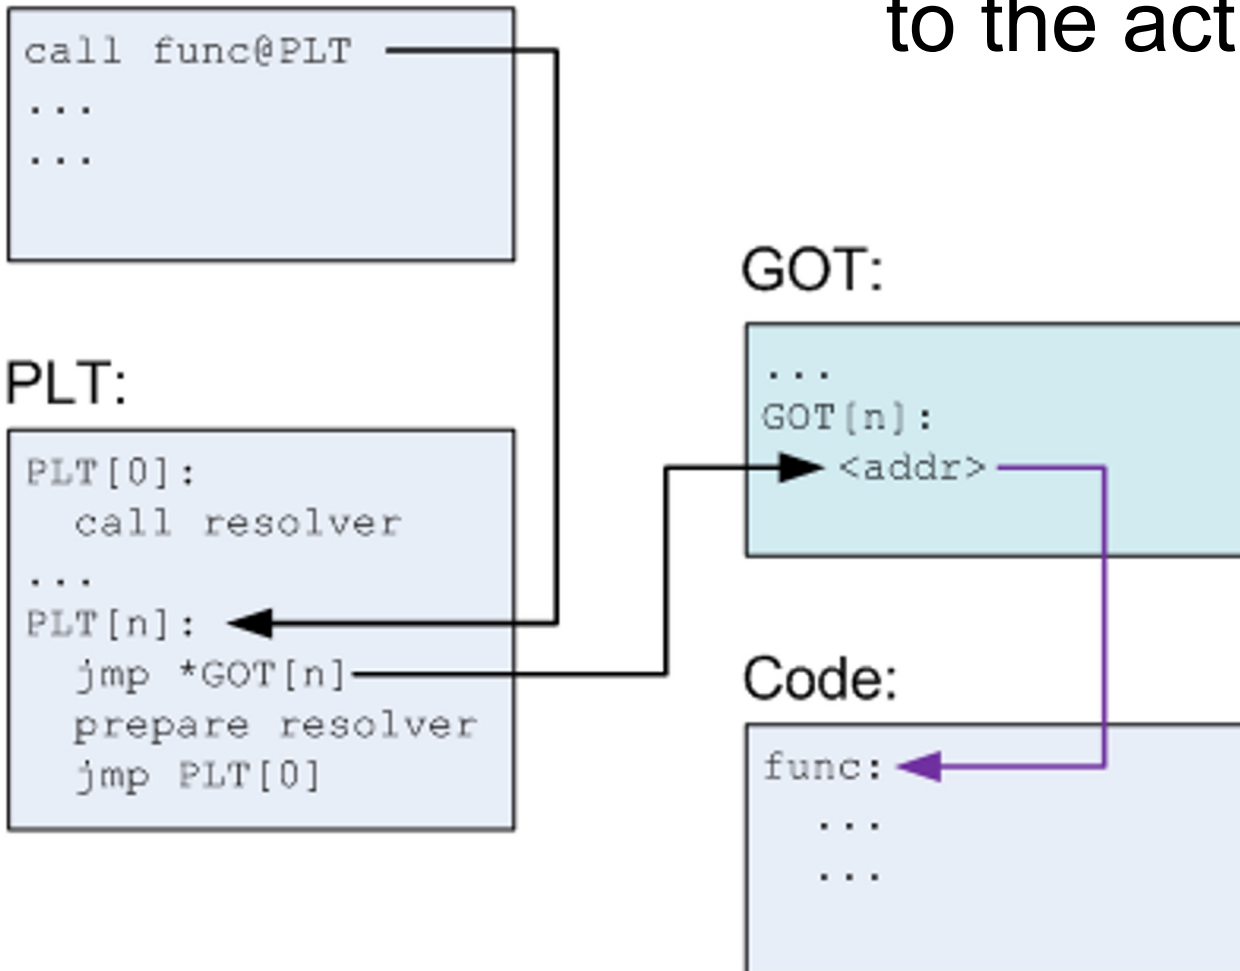 to the act
call func@PLT
...
...
PLT:
PLT[0]:
call resolver
...
PLT[n]:
jmp *GOT[n]
prepare resolver
jmp PLT[0]
GOT:
...
GOT[n]:
<addr>
Code:
func:
...
...